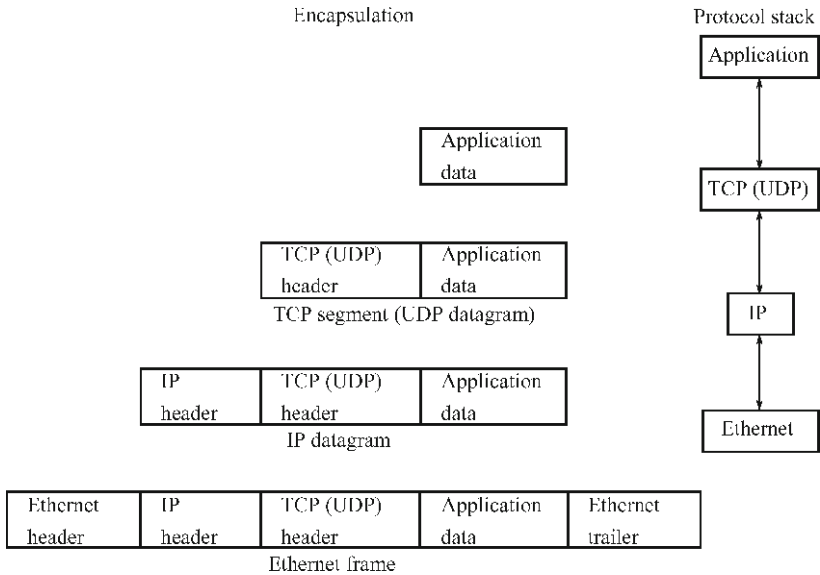 Encapsulation
Protocol stack
Application
Application
data
TCP (UDP)
TCP (UDP)
header
Application
data
TCP segment (UDP datagram)
IP
IP
header
TCP (UDP)
header
Application
data
IP datagram
Ethernet
Ethernet
header
IP
header
TCP (UDP)
header
Application
data
Ethernet
trailer
Ethernet frame